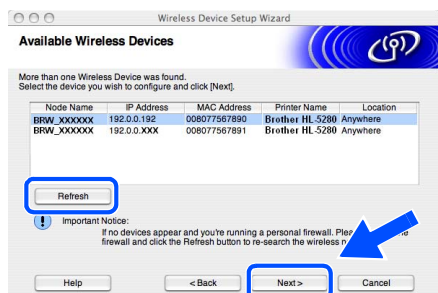 Wireless Device Setup Wizard
Available Wireless Devices
More than one Wireless Device was found.
Select the device you wish to configure and click [Next].
Node Name IP Address MAC Address Printer Name Location
BRW_XXXXXX 192.0.0.192 008077567890 Brother HL-5280 Anywhere
BRW_XXXXXX 192.0.0.XXX 008077567891 Brother HL-5280 Anywhere
Refresh
Important Notice:
If no devices appear and you're running a personal firewall.
firewall and click the Refresh button to re-search the wireless
Help < Back Next > Cancel